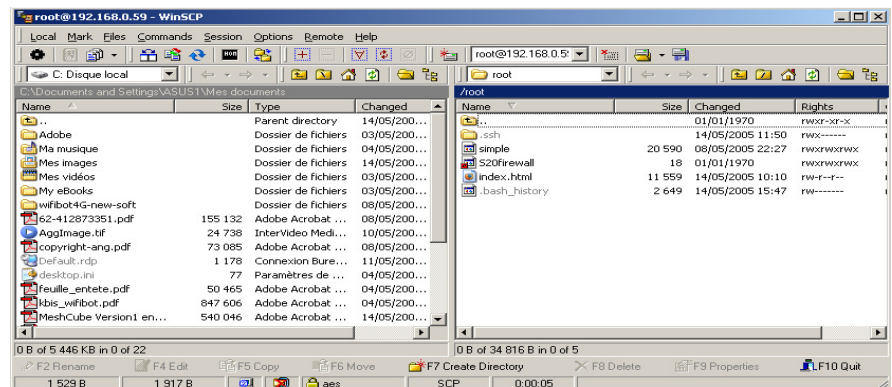 root@192.168.0.59 - WinSCP
Local Mark Files Commands Session Options Remote Help
root@192.168.0.5
C: Disque local
root
C:\Documents and Settings\ASUS1\Mes documents
/root
Name Size Type Changed
Name Size Changed Rights
.. Parent directory 14/05/200...
Adobe Dossier de fichiers 03/05/200...
Ma musique Dossier de fichiers 04/05/200...
Mes images Dossier de fichiers 14/05/200...
Mes vidéos Dossier de fichiers 03/05/200...
My eBooks Dossier de fichiers 03/05/200...
wifibot4G-new-soft Dossier de fichiers 08/05/200...
62-412873351.pdf 155 132 Adobe Acrobat ... 08/05/200...
AggImage.tif 24 738 InterVideo Medi... 10/05/200...
copyright-ang.pdf 73 085 Adobe Acrobat ... 08/05/200...
Default.rdp 1 178 Connexion Bure... 11/05/200...
desktop.ini 77 Paramètres de ... 04/05/200...
feuille_entete.pdf 50 465 Adobe Acrobat ... 04/05/200...
kbis_wifibot.pdf 847 606 Adobe Acrobat ... 04/05/200...
MeshCube Version1 en... 540 046 Adobe Acrobat ... 14/05/200...
.. 01/01/1970 rwxr-xr-x
.ssh 14/05/2005 11:50 rwx------
simple 20 590 08/05/2005 22:27 rwxrwxrwx
S20firewall 18 01/01/1970 rwxrwxrwx
index.html 11 559 14/05/2005 10:10 rw-r--r--
.bash_history 2 649 14/05/2005 15:47 rw-------
0 B of 5 446 KB in 0 of 22
0 B of 34 816 B in 0 of 5
F2 Rename F4 Edit F5 Copy F6 Move F7 Create Directory F8 Delete F9 Properties F10 Quit
1 529 B 1 917 B aes SCP 0:00:05